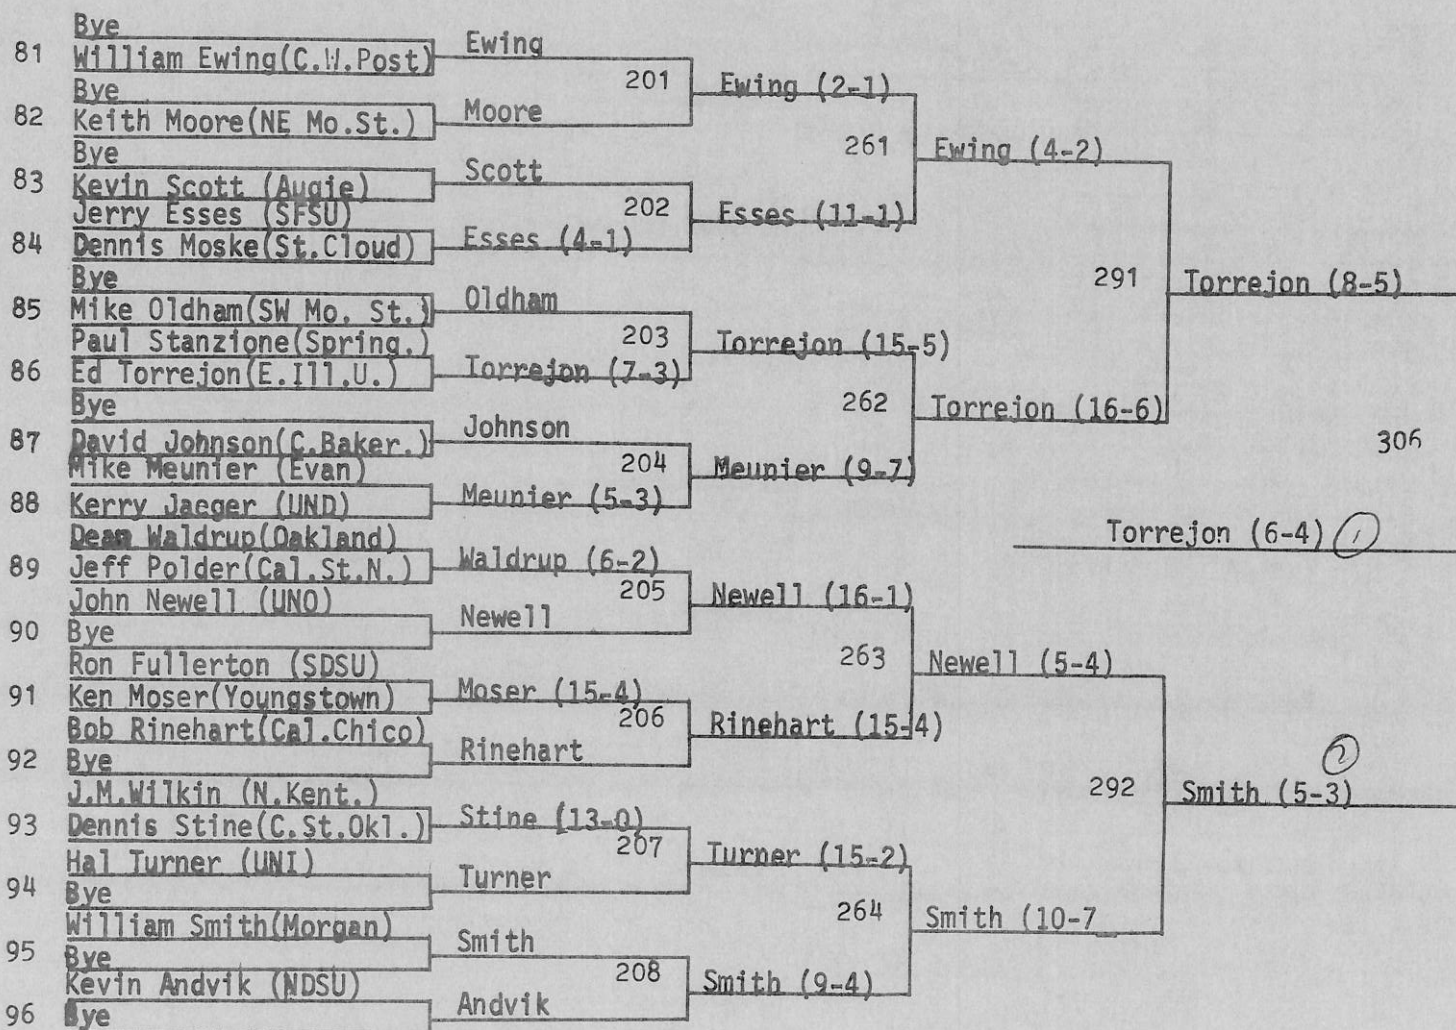 Bye
81 William Ewing(C.W.Post)
Ewing
201
Bye
82 Keith Moore(NE Mo.St.)
Moore
Ewing (2-1)
261
Bye
83 Kevin Scott (Augie)
Scott
202
Jerry Esses (SFSU)
84 Dennis Moske(St.Cloud)
Esses (4-1)
Esses (11-1)
Ewing (4-2)
291
Bye
85 Mike Oldham(SW Mo. St.)
Oldham
203
Paul Stanzione(Spring.)
86 Ed Torrejon(E.Ill.U.)
Torrejon (7-3)
Torrejon (15-5)
262
Bye
87 David Johnson(C.Baker.)
Johnson
204
Mike Meunier (Evan)
88 Kerry Jaeger (UND)
Meunier (5-3)
Meunier (9-7)
Torrejon (16-6)
Torrejon (8-5)
306
Torrejon (6-4) 1
Dean Waldrup(Oakland)
89 Jeff Polder(Cal.St.N.)
Waldrup (6-2)
205
John Newell (UNO)
90 Bye
Newell
Newell (16-1)
263
Ron Fullerton (SDSU)
91 Ken Moser(Youngstown)
Moser (15-4)
206
Bob Rinehart(Cal.Chico)
92 Bye
Rinehart
Rinehart (15-4)
Newell (5-4)
292
J.M.Wilkin (N.Kent.)
93 Dennis Stine(C.St.Okl.)
Stine (13-0)
207
Hal Turner (UNI)
94 Bye
Turner
Turner (15-2)
264
William Smith(Morgan)
95 Bye
Smith
208
Kevin Andvik (NDSU)
96 Bye
Andvik
Smith (9-4)
Smith (10-7
2
Smith (5-3)